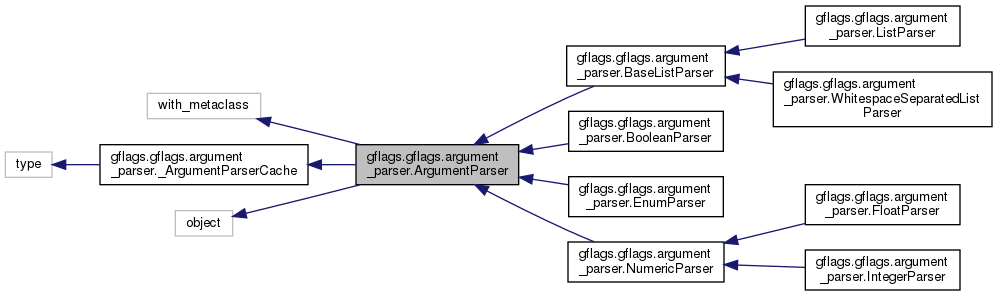 with_metaclass
type
gflags.gflags.argument
_parser._ArgumentParserCache
object
gflags.gflags.argument
_parser.ArgumentParser
gflags.gflags.argument
_parser.BaseListParser
gflags.gflags.argument
_parser.BooleanParser
gflags.gflags.argument
_parser.EnumParser
gflags.gflags.argument
_parser.NumericParser
gflags.gflags.argument
_parser.ListParser
gflags.gflags.argument
_parser.WhitespaceSeparatedList
Parser
gflags.gflags.argument
_parser.FloatParser
gflags.gflags.argument
_parser.IntegerParser